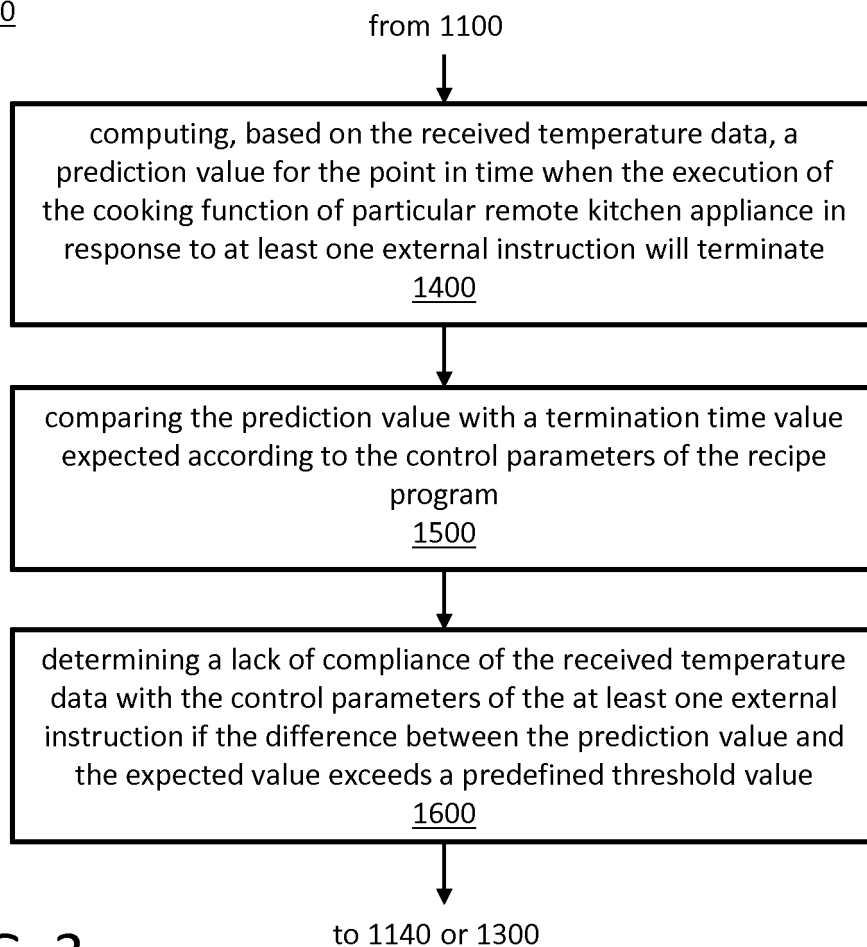 0
from 1100
computing, based on the received temperature data, a
prediction value for the point in time when the execution of
the cooking function of particular remote kitchen appliance in
response to at least one external instruction will terminate
1400
comparing the prediction value with a termination time value
expected according to the control parameters of the recipe
program
1500
determining a lack of compliance of the received temperature
data with the control parameters of the at least one external
instruction if the difference between the prediction value and
the expected value exceeds a predefined threshold value
1600
to 1140 or 1300